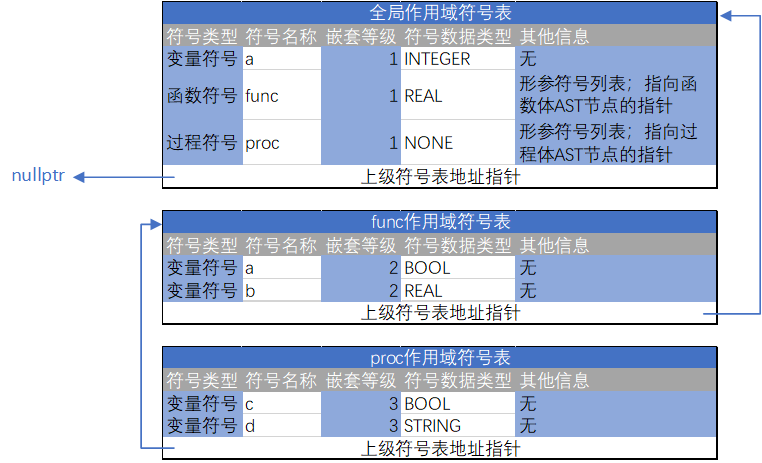 全局作用域符号表
符号类型 符号名称 嵌套等级 符号数据类型 其他信息
变量符号 a 1 INTEGER 无
函数符号 func 1 REAL 形参符号列表；指向函
数体AST节点的指针
过程符号 proc 1 NONE 形参符号列表；指向过
程体AST节点的指针
nullptr 上级符号表地址指针
func作用域符号表
符号类型 符号名称 嵌套等级 符号数据类型 其他信息
变量符号 a 2 BOOL 无
变量符号 b 2 REAL 无
上级符号表地址指针
proc作用域符号表
符号类型 符号名称 嵌套等级 符号数据类型 其他信息
变量符号 c 3 BOOL 无
变量符号 d 3 STRING 无
上级符号表地址指针